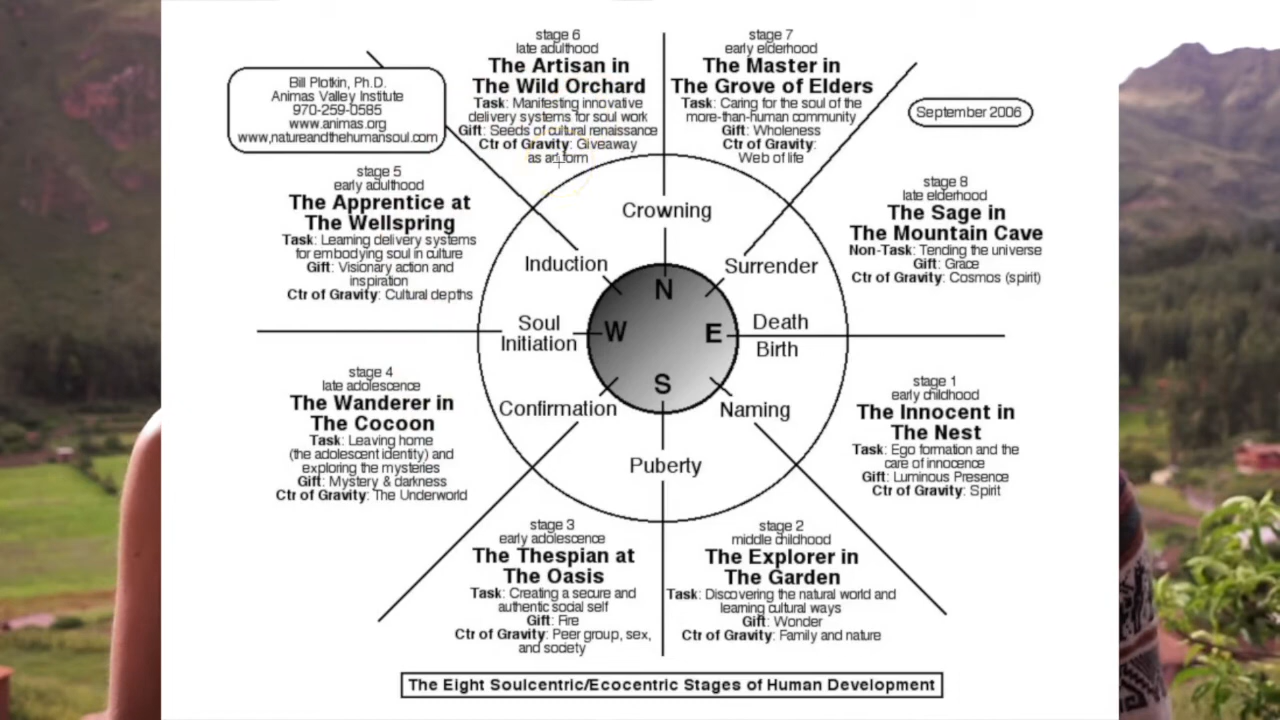 stage 6
late adulthood
The Artisan in
The Wild Orchard
Task: Manifesting innovative
delivery systems for soul work
Gift: Seeds of cultural renaissance
Ctr of Gravity: Giveaway
as art form
stage 7
early elderhood
The Master in
The Grove of Elders
Task: Caring for the soul of the
more-than-human community
Gift: Wholeness
Ctr of Gravity:
Web of life
Bill Plotkin, Ph.D.
Animas Valley Institute
970-259-0585
www.animas.org
www,natureandthehumansoul.com
September 2006
stage 5
early adulthood
The Apprentice at
The Wellspring
Task: Learning delivery systems
for embodying soul in culture
Gift: Visionary action and
inspiration
Ctr of Gravity: Cultural depths
stage 8
late elderhood
The Sage in
The Mountain Cave
Non-Task: Tending the universe
Gift: Grace
Ctr of Gravity: Cosmos (spirit)
Crowning
Induction
Surrender
N
Soul
Initiation
W
E
Death
Birth
S
Confirmation
Naming
Puberty
stage 4
late adolescence
The Wanderer in
The Cocoon
Task: Leaving home
(the adolescent identity) and
exploring the mysteries
Gift: Mystery & darkness
Ctr of Gravity: The Underworld
stage 1
early childhood
The Innocent in
The Nest
Task: Ego formation and the
care of innocence
Gift: Luminous Presence
Ctr of Gravity: Spirit
stage 3
early adolescence
The Thespian at
The Oasis
Task: Creating a secure and
authentic social self
Gift: Fire
Ctr of Gravity: Peer group, sex,
and society
stage 2
middle childhood
The Explorer in
The Garden
Task: Discovering the natural world and
learning cultural ways
Gift: Wonder
Ctr of Gravity: Family and nature
The Eight Soulcentric/Ecocentric Stages of Human Development